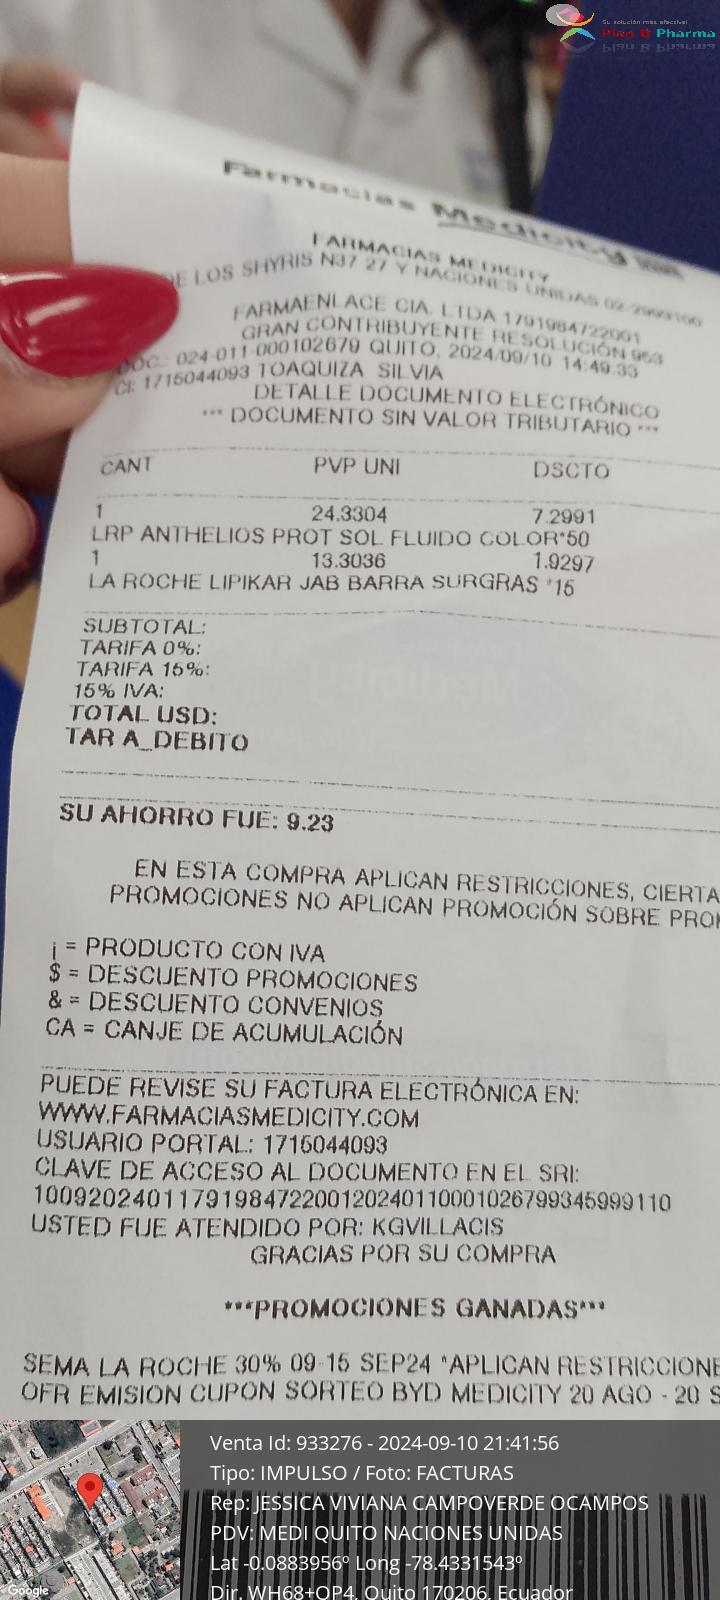 Su solución más efectiva!
Plan B Pharma
Farmacias Medicity
FARMACIAS MEDICITY
DE LOS SHYRIS N37 27 Y NACIONES UNIDAS 02-2993100
FARMAENLACE CIA. LTDA 1791984722001
GRAN CONTRIBUYENTE RESOLUCIÓN 963
DOC.: 024-011-000102679 QUITO, 2024/09/10 14:49:33
CI: 1715044093 TOAQUIZA SILVIA
DETALLE DOCUMENTO ELECTRÓNICO
*** DOCUMENTO SIN VALOR TRIBUTARIO ***
CANT PVP UNI DSCTO
1 24.3304 7.2991
LRP ANTHELIOS PROT SOL FLUIDO COLOR*50
1 13.3036 1.9297
LA ROCHE LIPIKAR JAB BARRA SURGRAS *15
SUBTOTAL:
TARIFA 0%:
TARIFA 15%:
15% IVA:
TOTAL USD:
TAR A_DEBITO
SU AHORRO FUE: 9.23
EN ESTA COMPRA APLICAN RESTRICCIONES, CIERTA
PROMOCIONES NO APLICAN PROMOCIÓN SOBRE PROM
¡ = PRODUCTO CON IVA
$ = DESCUENTO PROMOCIONES
& = DESCUENTO CONVENIOS
CA = CANJE DE ACUMULACIÓN
PUEDE REVISE SU FACTURA ELECTRÓNICA EN:
WWW.FARMACIASMEDICITY.COM
USUARIO PORTAL: 1715044093
CLAVE DE ACCESO AL DOCUMENTO EN EL SRI:
1009202401179198472200120240110001026799345999110
USTED FUE ATENDIDO POR: KGVILLACIS
GRACIAS POR SU COMPRA
***PROMOCIONES GANADAS***
SEMA LA ROCHE 30% 09-15 SEP24 *APLICAN RESTRICCIONE
OFR EMISION CUPON SORTEO BYD MEDICITY 20 AGO - 20 S
Venta Id: 933276 - 2024-09-10 21:41:56
Tipo: IMPULSO / Foto: FACTURAS
Rep: JESSICA VIVIANA CAMPOVERDE OCAMPOS
PDV: MEDI QUITO NACIONES UNIDAS
Lat -0.0883956º Long -78.4331543º
Dir. WH68+QP4, Quito 170206, Ecuador
Google